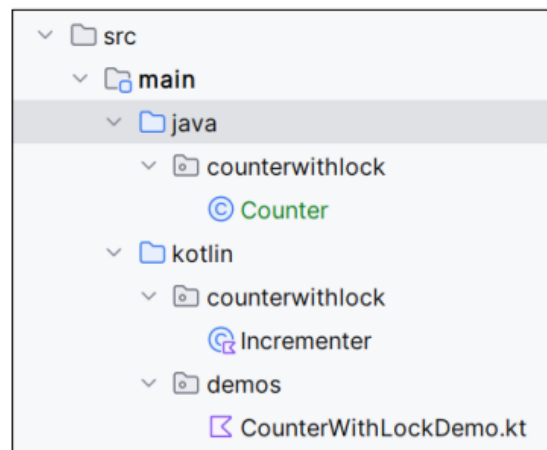 src
main
java
counterwithlock
Counter
kotlin
counterwithlock
Incrementer
demos
CounterWithLockDemo.kt